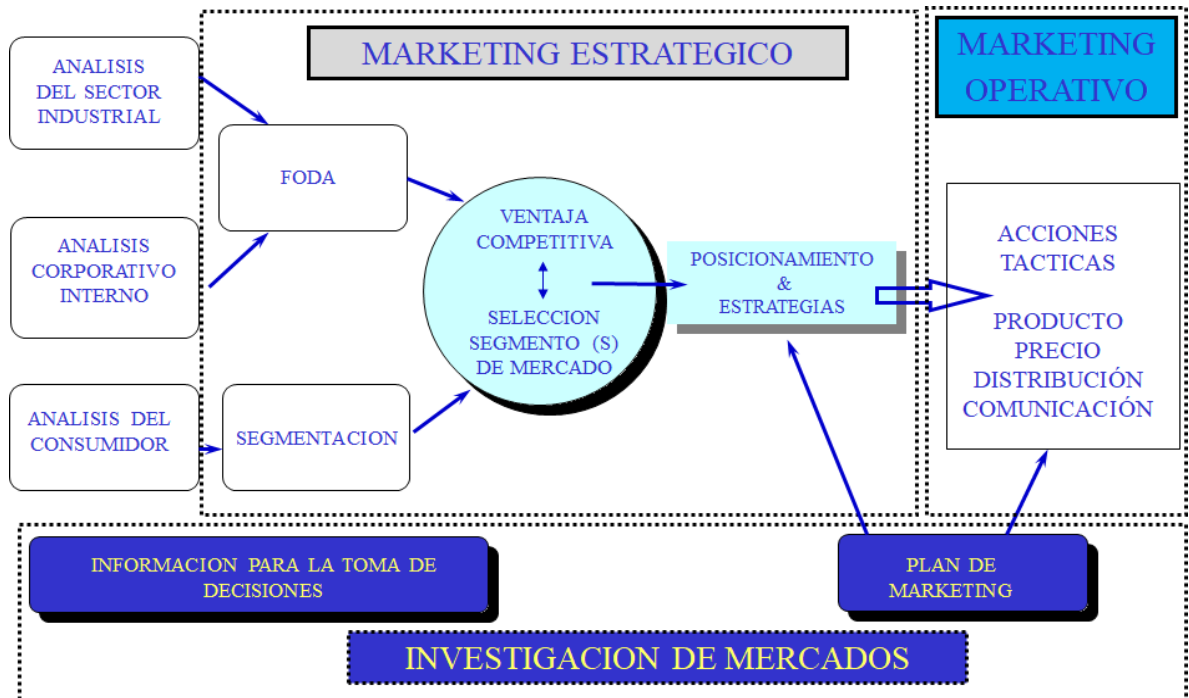 MARKETING ESTRATEGICO
MARKETING
OPERATIVO
ANALISIS
DEL SECTOR
INDUSTRIAL
FODA
ANALISIS
CORPORATIVO
INTERNO
VENTAJA
COMPETITIVA
SELECCION
SEGMENTO (S)
DE MERCADO
POSICIONAMIENTO
&
ESTRATEGIAS
ACCIONES
TACTICAS
PRODUCTO
PRECIO
DISTRIBUCIÓN
COMUNICACIÓN
ANALISIS DEL
CONSUMIDOR
SEGMENTACION
INFORMACION PARA LA TOMA DE
DECISIONES
PLAN DE
MARKETING
INVESTIGACION DE MERCADOS